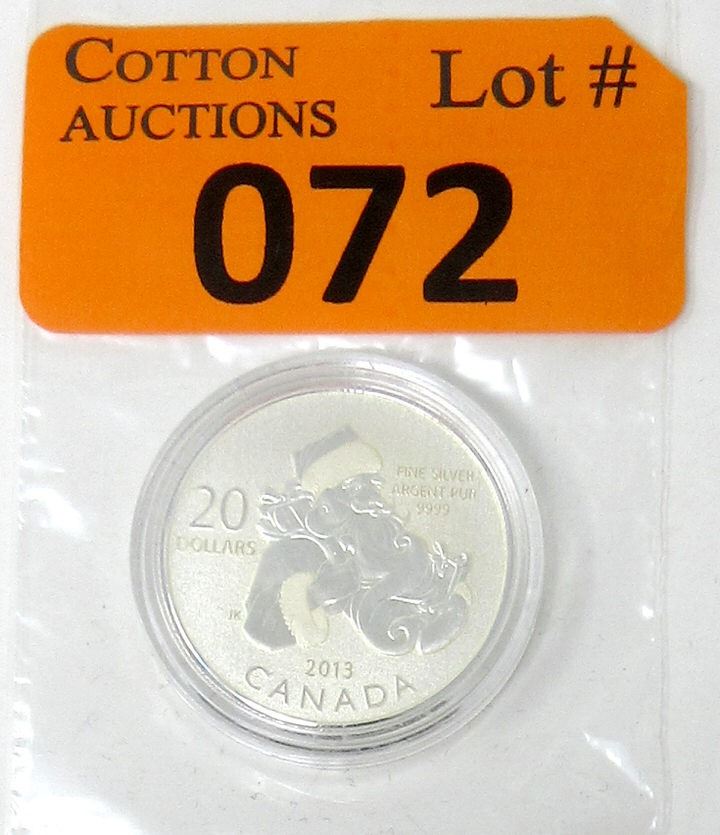 COTTON
AUCTIONS
Lot #
072
FINE SILVER
ARGENT PUR
9999
20
DOLLARS
JK
2013
CANADA